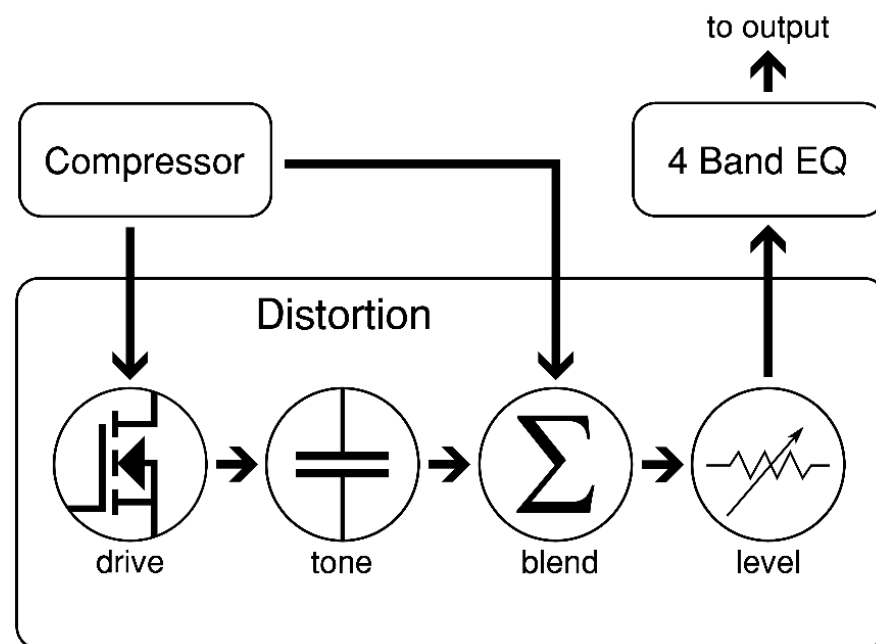 to output
Compressor
4 Band EQ
Distortion
Σ
drive
tone
blend
level